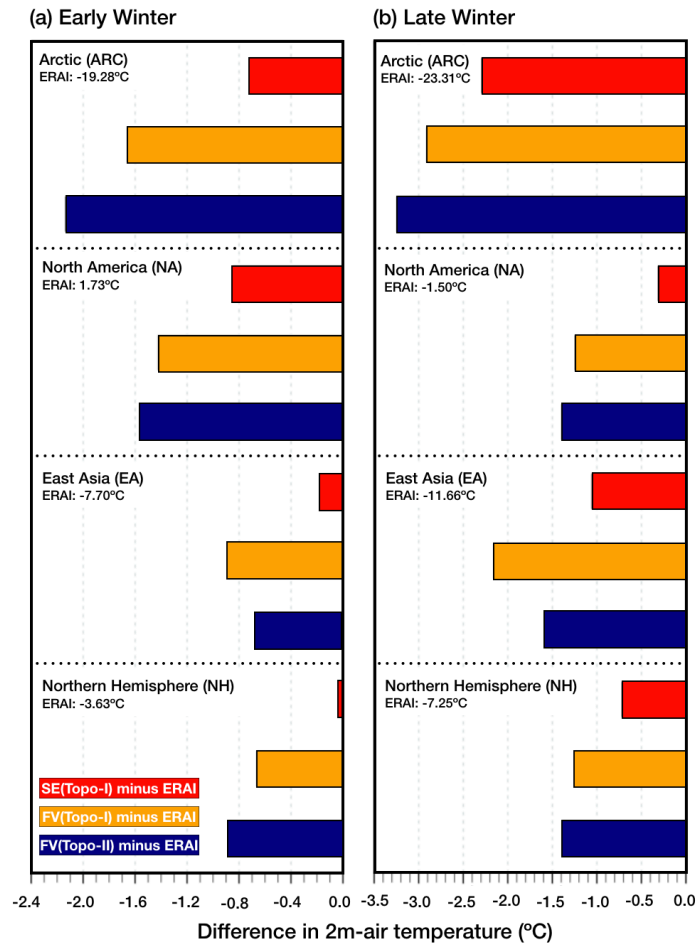 (a) Early Winter
Arctic (ARC)
ERAI: -19.28ºC
North America (NA)
ERAI: 1.73ºC
East Asia (EA)
ERAI: -7.70ºC
Northern Hemisphere (NH)
ERAI: -3.63ºC
SE(Topo-I) minus ERAI
FV(Topo-I) minus ERAI
FV(Topo-II) minus ERAI
-2.4 -2.0 -1.6 -1.2 -0.8 -0.4 0.0
(b) Late Winter
Arctic (ARC)
ERAI: -23.31ºC
North America (NA)
ERAI: -1.50ºC
East Asia (EA)
ERAI: -11.66ºC
Northern Hemisphere (NH)
ERAI: -7.25ºC
-3.5 -3.0 -2.5 -2.0 -1.5 -1.0 -0.5 0.0
Difference in 2m-air temperature (ºC)